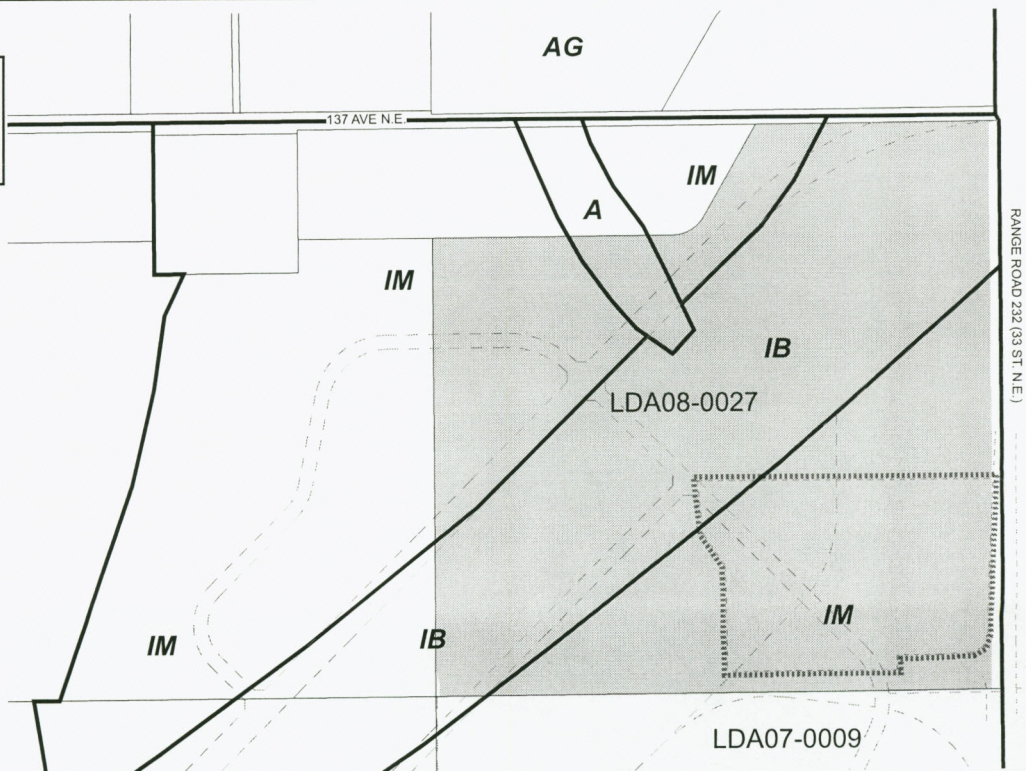 AG
137 AVE N.E.
IM
A
RANGE ROAD 232 (33 ST. N.E.)
IM
IB
LDA08-0027
IM
IM
IB
LDA07-0009